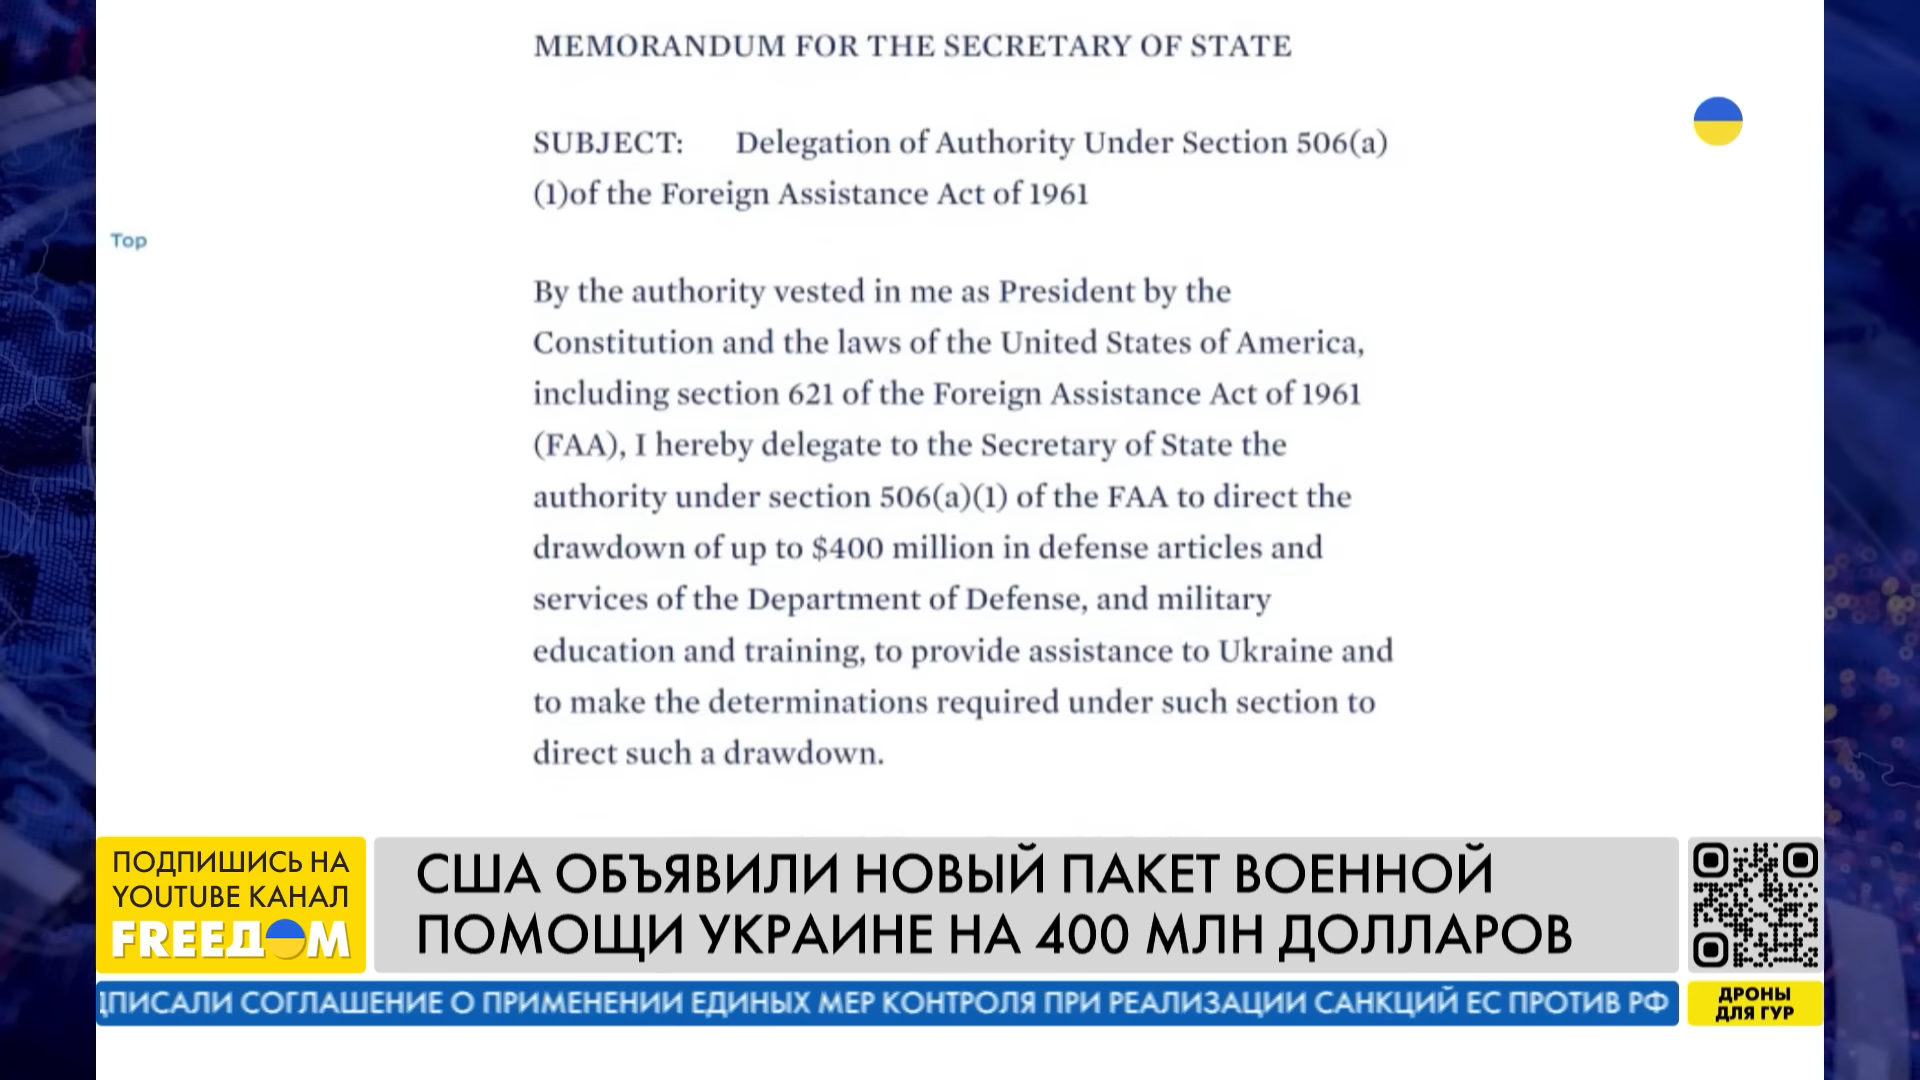 MEMORANDUM FOR THE SECRETARY OF STATE
SUBJECT: Delegation of Authority Under Section 506(a)
(1)of the Foreign Assistance Act of 1961
Top
By the authority vested in me as President by the
Constitution and the laws of the United States of America,
including section 621 of the Foreign Assistance Act of 1961
(FAA), I hereby delegate to the Secretary of State the
authority under section 506(a)(1) of the FAA to direct the
drawdown of up to $400 million in defense articles and
services of the Department of Defense, and military
education and training, to provide assistance to Ukraine and
to make the determinations required under such section to
direct such a drawdown.
ПОДПИШИСЬ НА
YOUTUBE КАНАЛ
FREEДОМ
США ОБЪЯВИЛИ НОВЫЙ ПАКЕТ ВОЕННОЙ
ПОМОЩИ УКРАИНЕ НА 400 МЛН ДОЛЛАРОВ
ДПИСАЛИ СОГЛАШЕНИЕ О ПРИМЕНЕНИИ ЕДИНЫХ МЕР КОНТРОЛЯ ПРИ РЕАЛИЗАЦИИ САНКЦИЙ ЕС ПРОТИВ РФ
ДРОНЫ
ДЛЯ ГУР